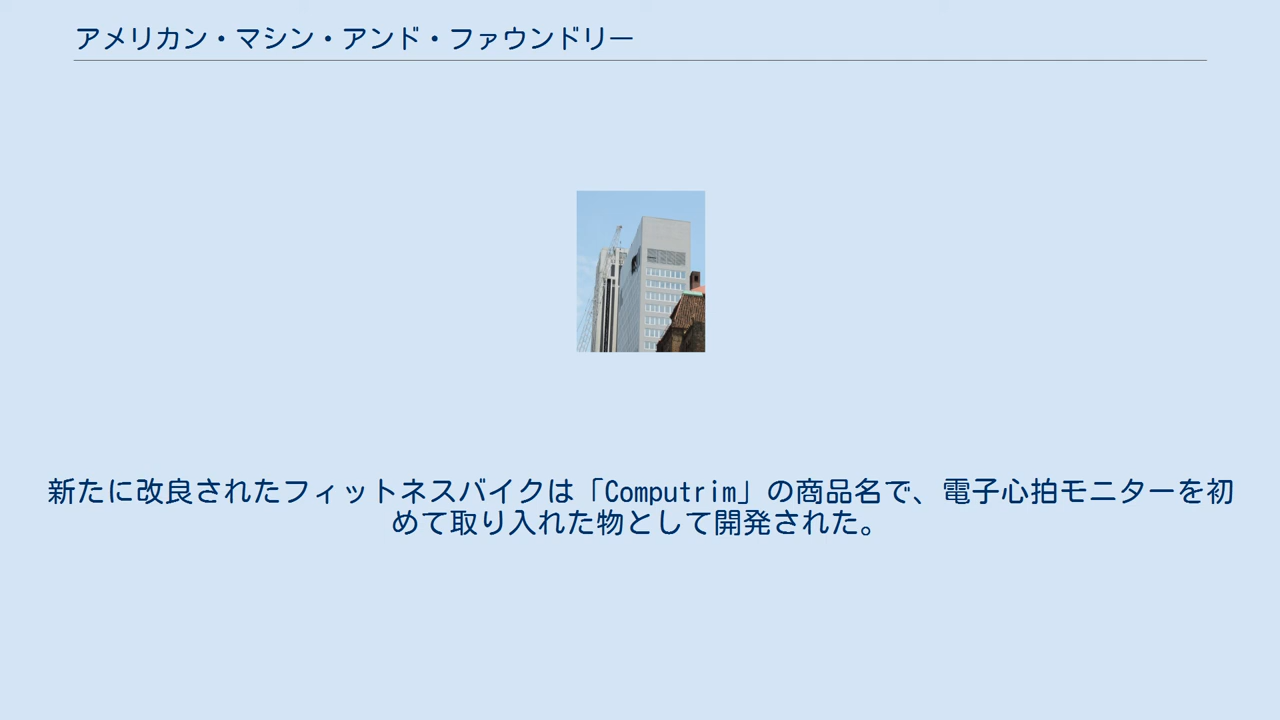 アメリカン・マシン・アンド・ファウンドリー
新たに改良されたフィットネスバイクは「Computrim」の商品名で、電子心拍モニターを初
めて取り入れた物として開発された。